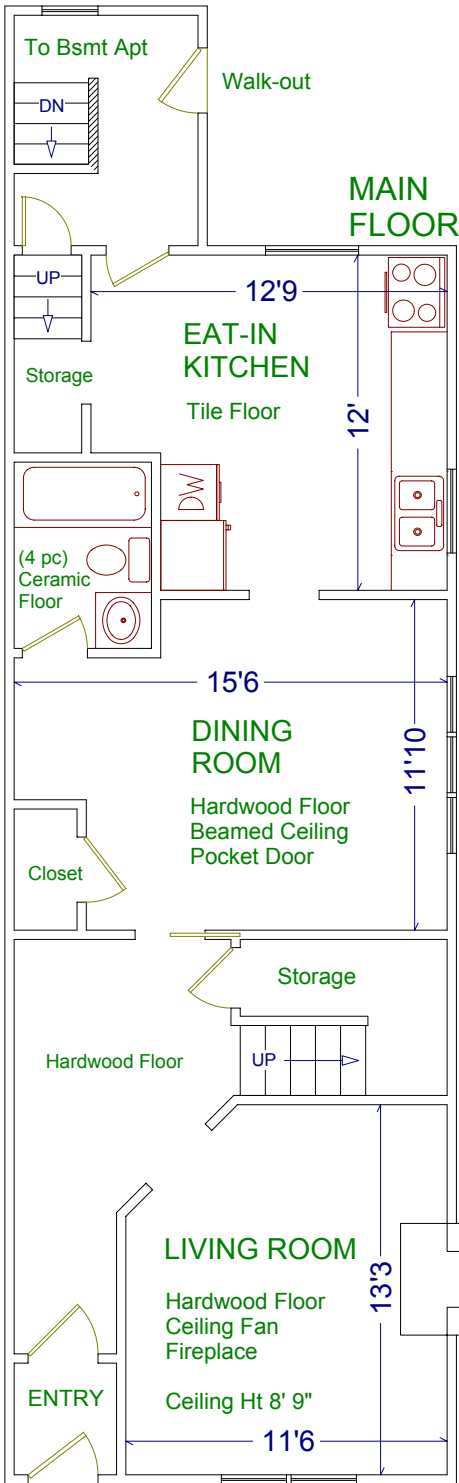 To Bsmt Apt
Walk-out
DN
MAIN
FLOOR
UP
12'9
EAT-IN
KITCHEN
Storage
Tile Floor
12'
DW
(4 pc)
Ceramic
Floor
15'6
DINING
ROOM
11'10
Hardwood Floor
Beamed Ceiling
Pocket Door
Closet
Storage
Hardwood Floor
UP
LIVING ROOM
13'3
Hardwood Floor
Ceiling Fan
Fireplace
ENTRY
Ceiling Ht 8' 9"
11'6